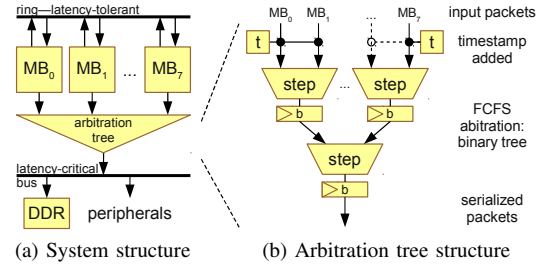 ring—latency-tolerant
MB0 MB1 ... MB7
arbitration
tree
latency-critical
bus
DDR peripherals
(a) System structure
MB0 MB1 ... MB7 input packets
t t timestamp
added
step ... step
b b FCFS
abitration:
binary tree
step
b serialized
packets
(b) Arbitration tree structure